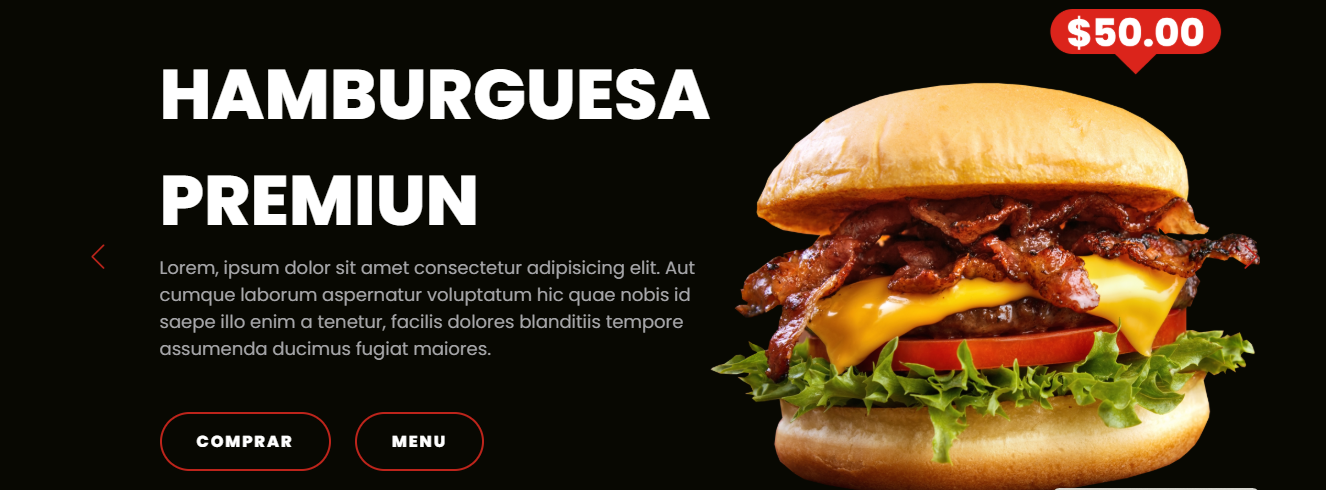 $50.00
HAMBURGUESA
PREMIUN
Lorem, ipsum dolor sit amet consectetur adipisicing elit. Aut
cumque laborum aspernatur voluptatum hic quae nobis id
saepe illo enim a tenetur, facilis dolores blanditiis tempore
assumenda ducimus fugiat maiores.
COMPRAR
MENU